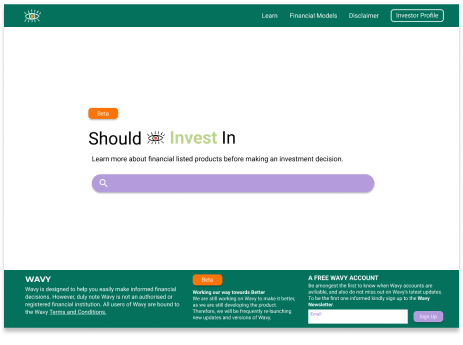 Learn Financial Models Disclaimer Investor Profile
Beta
Should Invest In
Learn more about financial listed products before making an investment decision.
WAVY
Wavy is designed to help you easily make informed financial
decisions. However, duly note Wavy is not an authorised or
registered financial institution. All users of Wavy are bound to
the Wavy Terms and Conditions.
Beta
Working our way towards Better
We are still working on Wavy to make it better,
as we are still developing the product.
Therefore, we will be frequently re-launching
new updates and versions of Wavy.
A FREE WAVY ACCOUNT
Be amongst the first to know when Wavy accounts are
avilable, and also do not miss out on Wavy's latest updates.
To be the first one informed kindly sign up to the Wavy
Newsletter.
Email
Sign Up